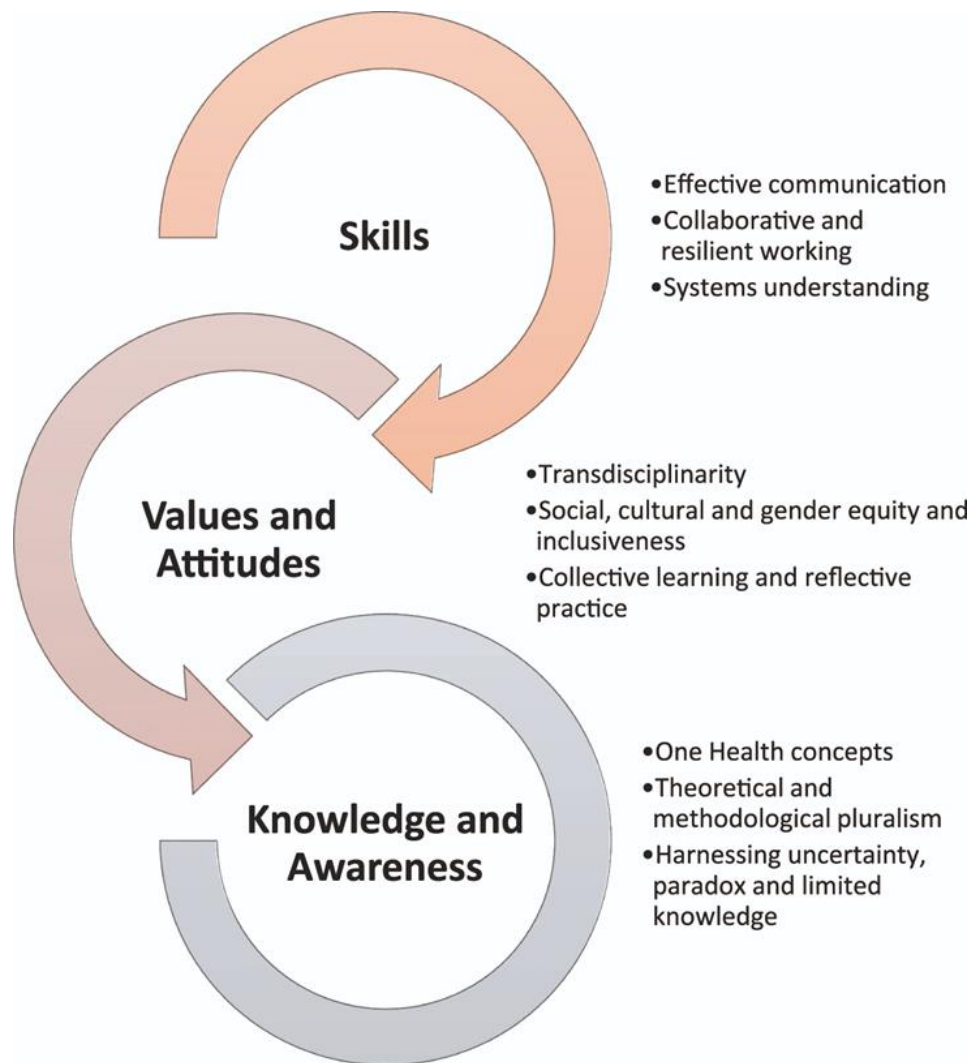 Skills
•Effective communication
•Collaborative and
resilient working
•Systems understanding
Values and
Attitudes
•Transdisciplinarity
•Social, cultural and gender equity and
inclusiveness
•Collective learning and reflective
practice
Knowledge and
Awareness
•One Health concepts
•Theoretical and
methodological pluralism
•Harnessing uncertainty,
paradox and limited
knowledge